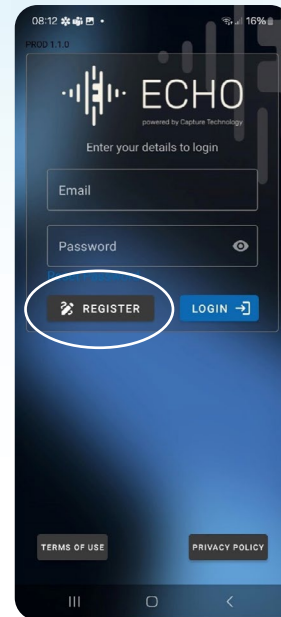 08:12 16%
PROD 1.1.0
ECHO
powered by Capture Technology
Enter your details to login
Email
Password
REGISTER LOGIN
TERMS OF USE PRIVACY POLICY